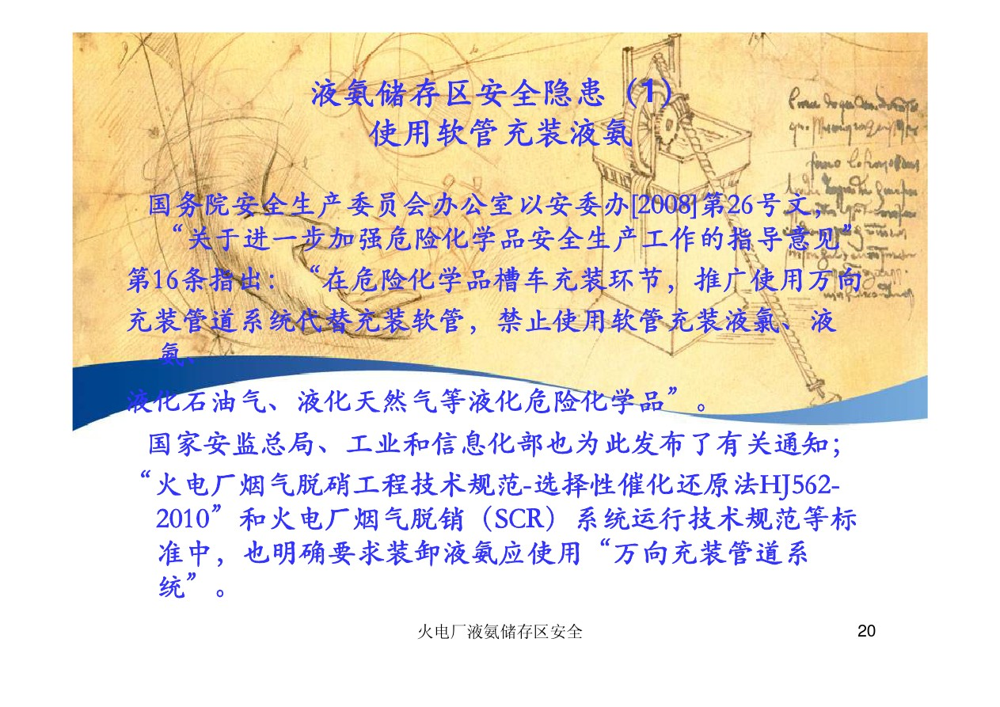 液氨储存区安全隐患（1）
使用软管充装液氨
国务院安全生产委员会办公室以安委办[2008]第26号文，
“关于进一步加强危险化学品安全生产工作的指导意见”
第16条指出：“在危险化学品槽车充装环节，推广使用万向
充装管道系统代替充装软管，禁止使用软管充装液氯、液
氨、
液化石油气、液化天然气等液化危险化学品”。
国家安监总局、工业和信息化部也为此发布了有关通知；
“火电厂烟气脱硝工程技术规范-选择性催化还原法HJ562-
2010”和火电厂烟气脱销（SCR）系统运行技术规范等标
准中，也明确要求装卸液氨应使用“万向充装管道系
统”。
火电厂液氨储存区安全
20